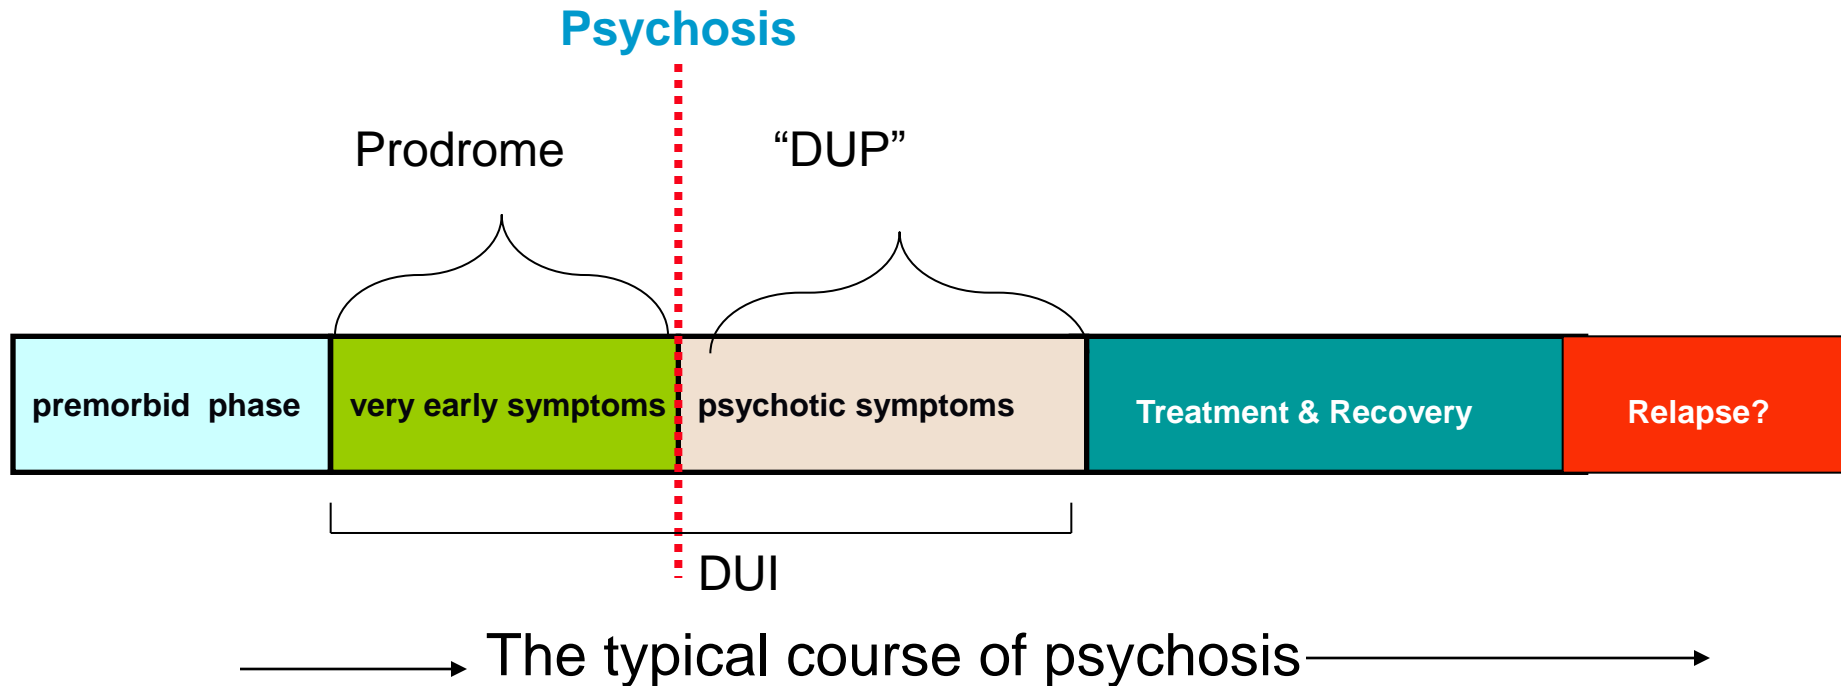 Psychosis
Prodrome “DUP”
premorbid phase very early symptoms psychotic symptoms Treatment & Recovery Relapse?
DUI
The typical course of psychosis